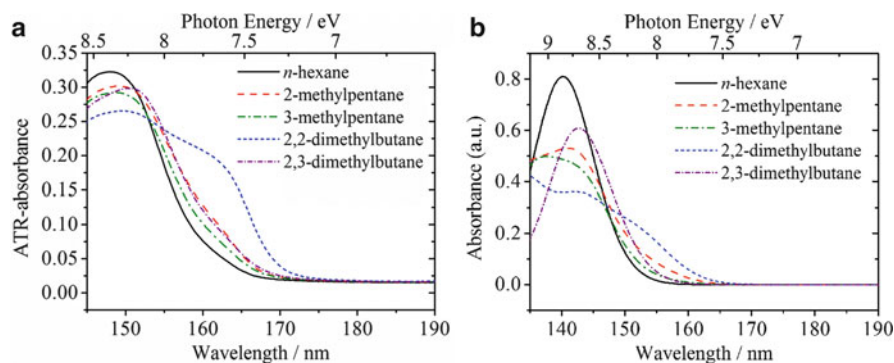 a
Photon Energy / eV
8.5 8 7.5 7
0.35
0.30
0.25
0.20
0.15
0.10
0.05
0.00
ATR-absorbance
n-hexane
2-methylpentane
3-methylpentane
2,2-dimethylbutane
2,3-dimethylbutane
150 160 170 180 190
Wavelength / nm
b
Photon Energy / eV
9 8.5 8 7.5 7
0.8
0.6
0.4
0.2
0.0
Absorbance (a.u.)
n-hexane
2-methylpentane
3-methylpentane
2,2-dimethylbutane
2,3-dimethylbutane
140 150 160 170 180 190
Wavelength / nm